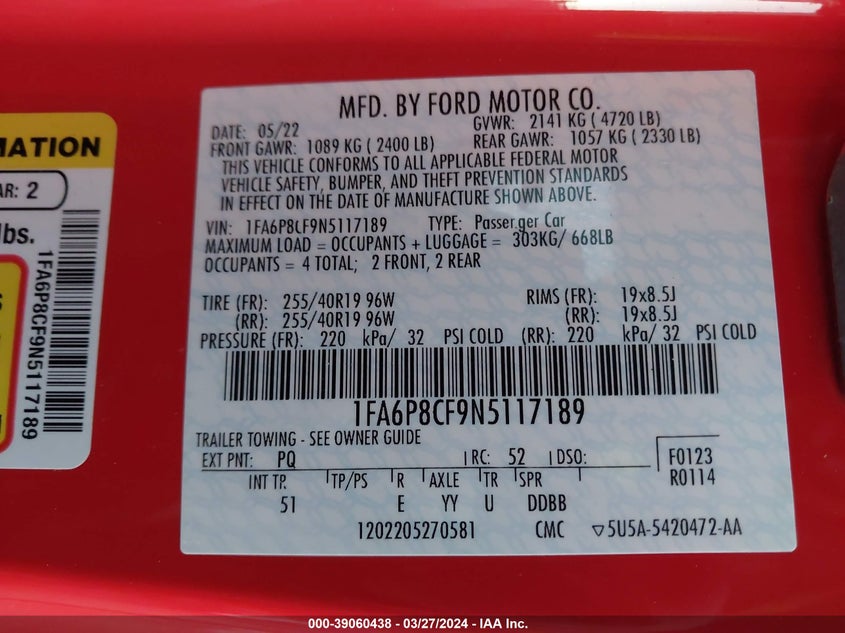 MATION
AR: 2
lbs.
1FA6P8CF9N5117189
MFD. BY FORD MOTOR CO.
DATE: 05/22 GVWR: 2141 KG ( 4720 LB)
FRONT GAWR: 1089 KG ( 2400 LB) REAR GAWR: 1057 KG ( 2330 LB)
THIS VEHICLE CONFORMS TO ALL APPLICABLE FEDERAL MOTOR
VEHICLE SAFETY, BUMPER, AND THEFT PREVENTION STANDARDS
IN EFFECT ON THE DATE OF MANUFACTURE SHOWN ABOVE.
VIN: 1FA6P8CF9N5117189 TYPE: Passenger Car
MAXIMUM LOAD = OCCUPANTS + LUGGAGE = 303KG/ 668LB
OCCUPANTS = 4 TOTAL; 2 FRONT, 2 REAR
TIRE (FR): 255/40R19 96W RIMS (FR): 19x8.5J
(RR): 255/40R19 96W (RR): 19x8.5J
PRESSURE (FR): 220 kPa/ 32 PSI COLD (RR): 220 kPa/ 32 PSI COLD
1FA6P8CF9N5117189
TRAILER TOWING - SEE OWNER GUIDE
EXT PNT: PQ RC: 52 DSO: F0123
R0114
INT TR TP/PS R AXLE TR SPR
51 E YY U DDBB
1202205270581 CMC ▽5U5A-5420472-AA
000-39060438 - 03/27/2024 - IAA Inc.